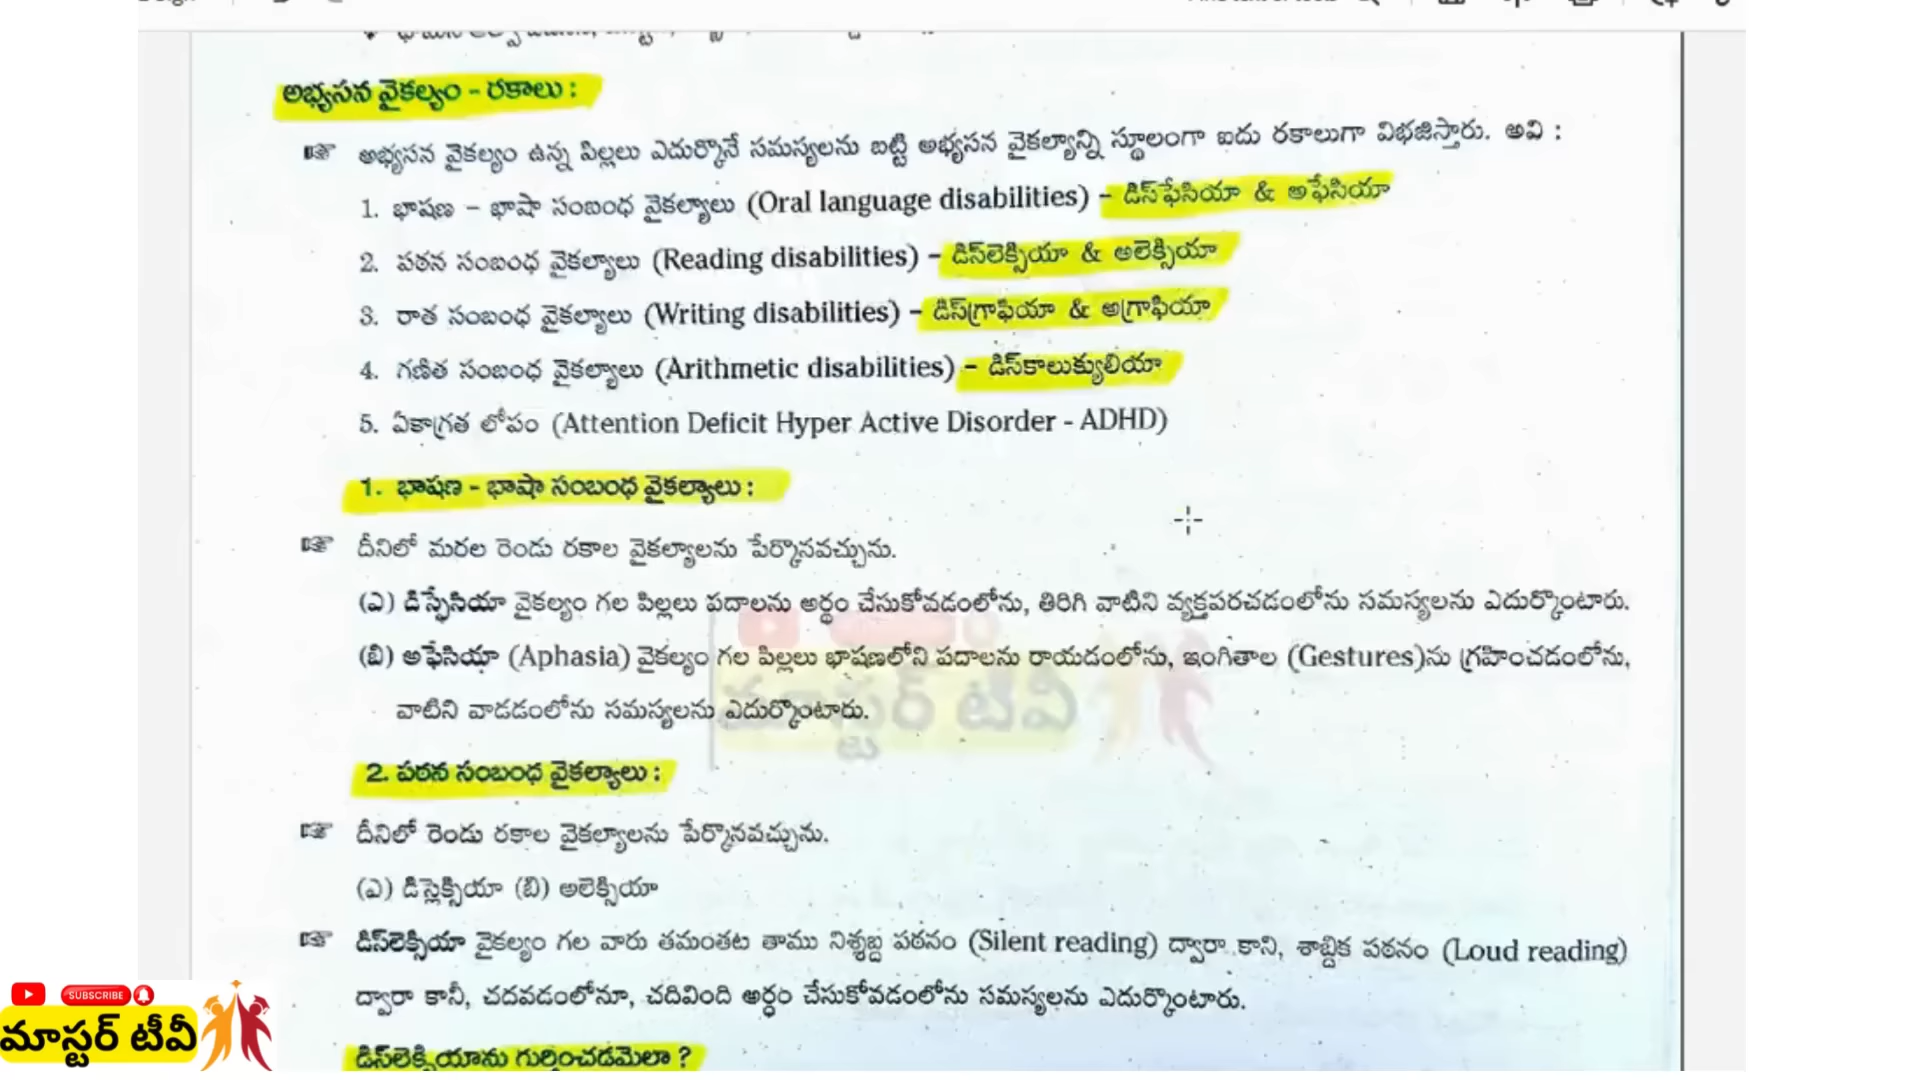 అభ్యసన వైకల్యం - రకాలు :
☞ అభ్యసన వైకల్యం ఉన్న పిల్లలు ఎదుర్కొనే సమస్యలను బట్టి అభ్యసన వైకల్యాన్ని స్థూలంగా ఐదు రకాలుగా విభజిస్తారు. అవి :
1. భాషణ – భాషా సంబంధ వైకల్యాలు (Oral language disabilities) – డిస్‌ఫేసియా & అఫేసియా
2. పఠన సంబంధ వైకల్యాలు (Reading disabilities) – డిస్‌లెక్సియా & అలెక్సియా
3. రాత సంబంధ వైకల్యాలు (Writing disabilities) – డిస్‌గ్రాఫియా & అగ్రాఫియా
4. గణిత సంబంధ వైకల్యాలు (Arithmetic disabilities) – డిస్‌కాలుక్యులియా
5. ఏకాగ్రత లోపం (Attention Deficit Hyper Active Disorder - ADHD)
1. భాషణ - భాషా సంబంధ వైకల్యాలు :
☞ దీనిలో మరల రెండు రకాల వైకల్యాలను పేర్కొనవచ్చును.
(ఎ) డిస్ఫేసియా వైకల్యం గల పిల్లలు పదాలను అర్థం చేసుకోవడంలోను, తిరిగి వాటిని వ్యక్తపరచడంలోను సమస్యలను ఎదుర్కొంటారు.
(బి) అఫేసియా (Aphasia) వైకల్యం గల పిల్లలు భాషణలోని పదాలను రాయడంలోను, ఇంగితాల (Gestures)ను గ్రహించడంలోను,
వాటిని వాడడంలోను సమస్యలను ఎదుర్కొంటారు.
మాస్టర్ టీవీ
2. పఠన సంబంధ వైకల్యాలు :
☞ దీనిలో రెండు రకాల వైకల్యాలను పేర్కొనవచ్చును.
(ఎ) డిస్లెక్సియా (బి) అలెక్సియా
☞ డిస్‌లెక్సియా వైకల్యం గల వారు తమంతట తాము నిశ్శబ్ద పఠనం (Silent reading) ద్వారా కాని, శాబ్దిక పఠనం (Loud reading)
ద్వారా కానీ, చదవడంలోనూ, చదివింది అర్ధం చేసుకోవడంలోను సమస్యలను ఎదుర్కొంటారు.
డిస్‌లెక్సియాను గుర్తించడమెలా ?
SUBSCRIBE
మాస్టర్ టీవీ